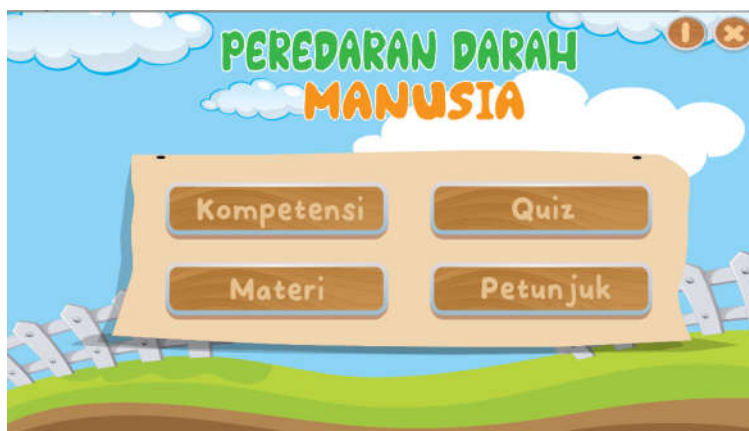 PEREDARAN DARAH
MANUSIA
Kompetensi
Quiz
Materi
Petunjuk